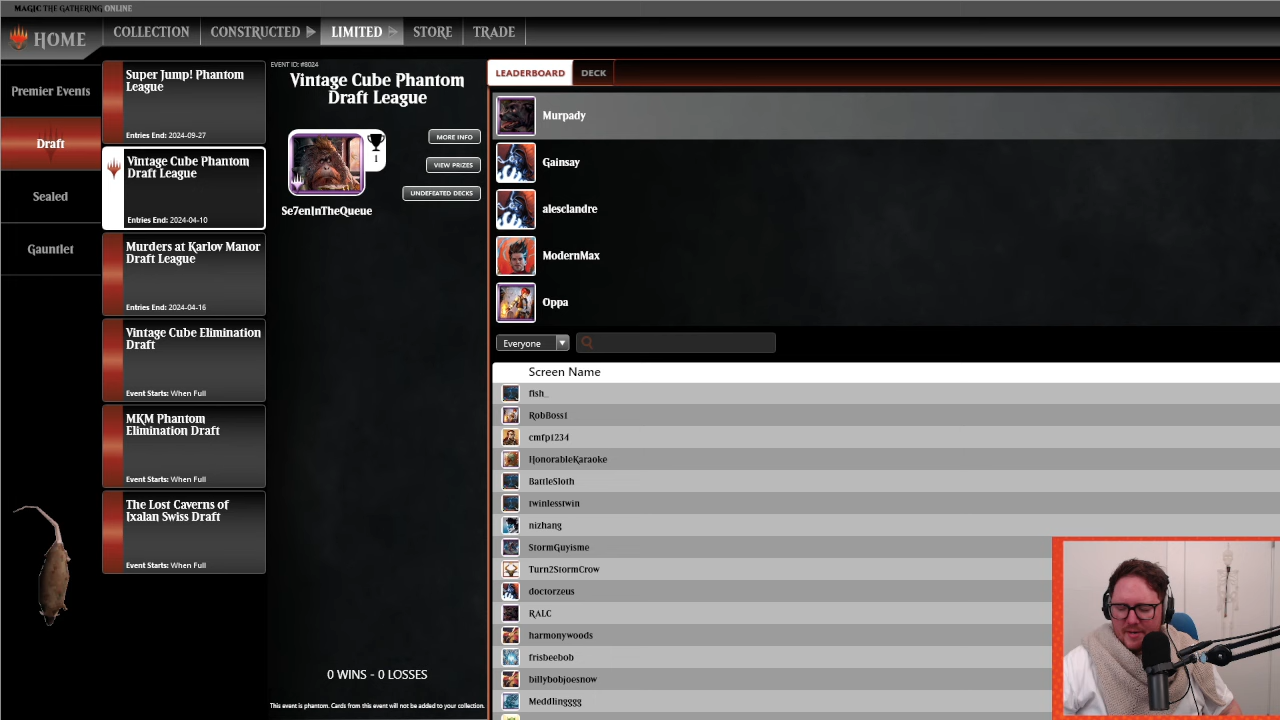 MAGIC THE GATHERING ONLINE
HOME
COLLECTION
CONSTRUCTED
LIMITED
STORE
TRADE
Premier Events
Draft
Sealed
Gauntlet
Super Jump! Phantom
League
Entries End: 2024-09-27
Vintage Cube Phantom
Draft League
Entries End: 2024-04-10
Murders at Karlov Manor
Draft League
Entries End: 2024-04-16
Vintage Cube Elimination
Draft
Event Starts: When Full
MKM Phantom
Elimination Draft
Event Starts: When Full
The Lost Caverns of
Ixalan Swiss Draft
Event Starts: When Full
EVENT ID: #8024
Vintage Cube Phantom
Draft League
1
Se7enInTheQueue
MORE INFO
VIEW PRIZES
UNDEFEATED DECKS
0 WINS - 0 LOSSES
This event is phantom. Cards from this event will not be added to your collection.
LEADERBOARD
DECK
Murpady
Gainsay
alesclandre
ModernMax
Oppa
Everyone
Screen Name
fish_
RobBoss1
cmfp1234
HonorableKaraoke
BattleSloth
twinlesstwin
nizhang
StormGuyisme
Turn2StormCrow
doctorzeus
RALC
harmonywoods
frisbeebob
billybobjoesnow
Meddlingggg